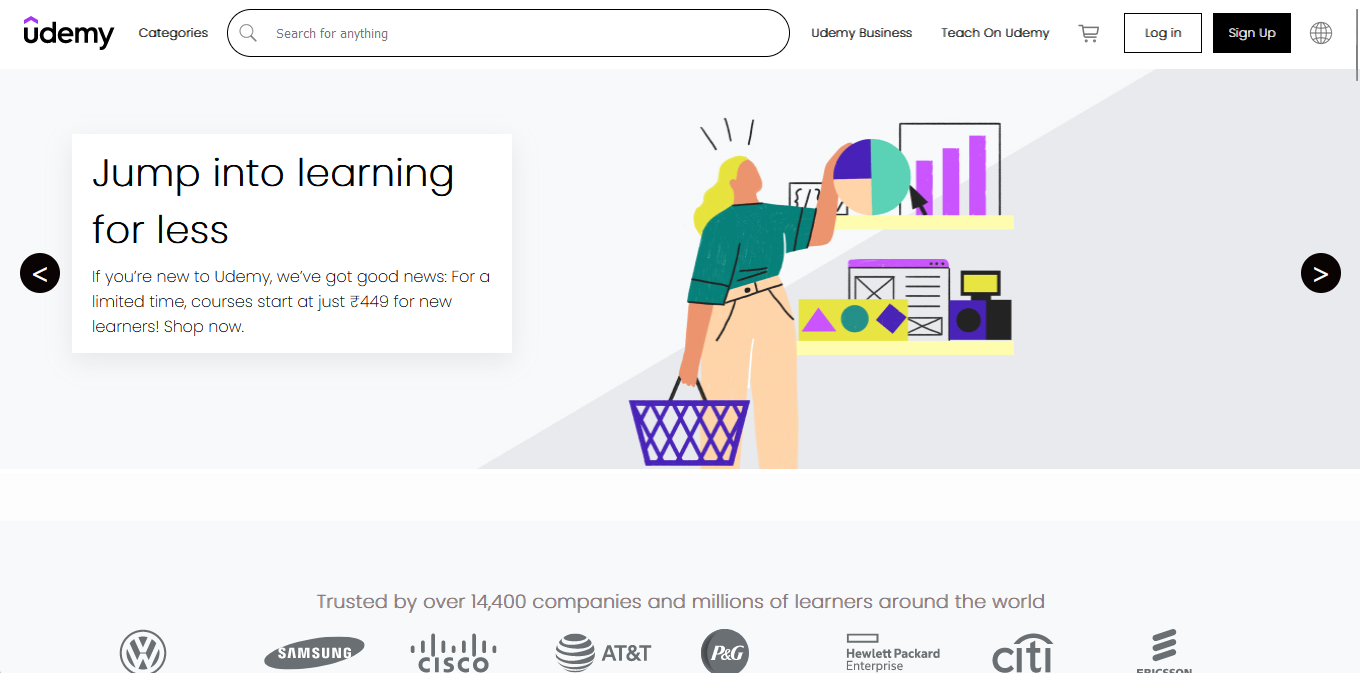 udemy
Categories
Search for anything
Udemy Business
Teach On Udemy
Log in
Sign Up
Jump into learning
for less
If you’re new to Udemy, we’ve got good news: For a
limited time, courses start at just ₹449 for new
learners! Shop now.
<
>
{/}
Trusted by over 14,400 companies and millions of learners around the world
VW
SAMSUNG
CISCO
AT&T
P&G
Hewlett Packard
Enterprise
citi
ERICSSON